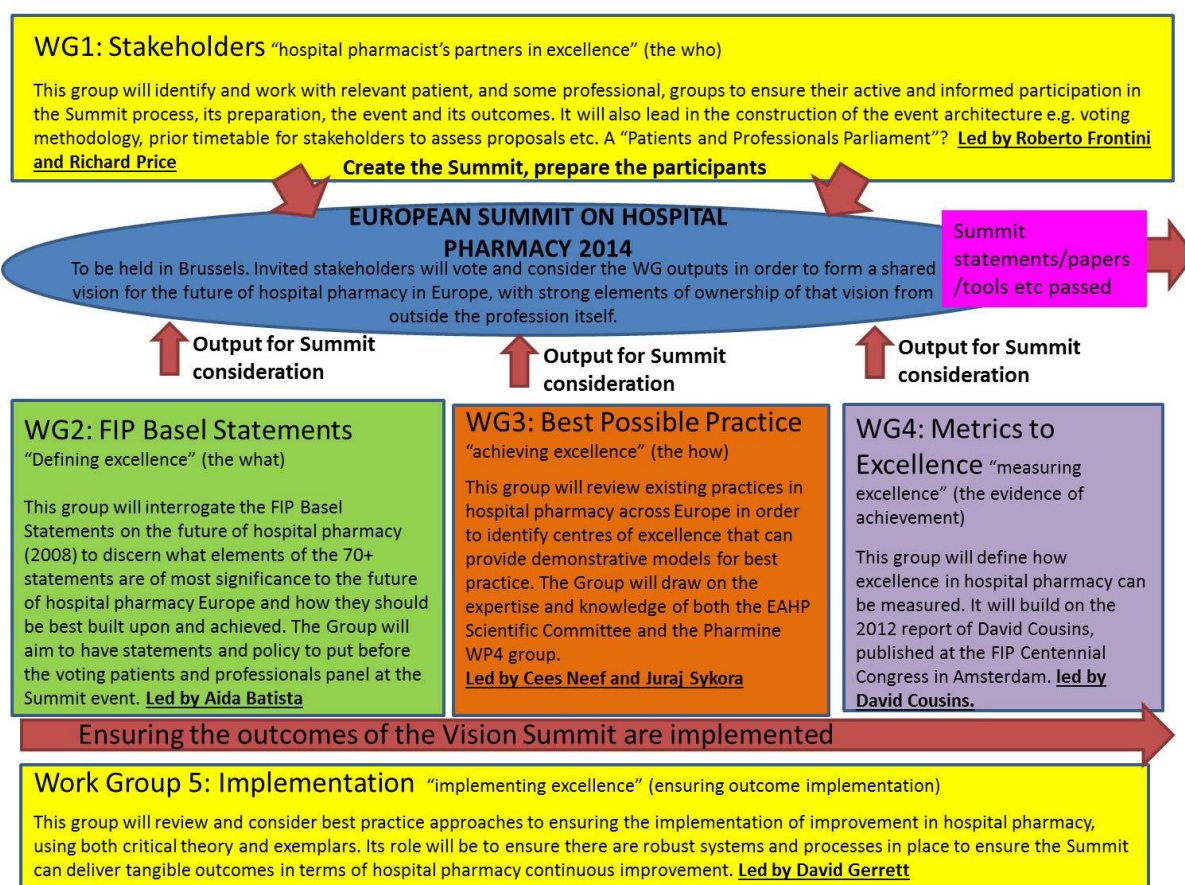 WG1: Stakeholders “hospital pharmacist’s partners in excellence” (the who)
This group will identify and work with relevant patient, and some professional, groups to ensure their active and informed participation in
the Summit process, its preparation, the event and its outcomes. It will also lead in the construction of the event architecture e.g. voting
methodology, prior timetable for stakeholders to assess proposals etc. A “Patients and Professionals Parliament”? Led by Roberto Frontini
and Richard Price
Create the Summit, prepare the participants
EUROPEAN SUMMIT ON HOSPITAL
PHARMACY 2014
To be held in Brussels. Invited stakeholders will vote and consider the WG outputs in order to form a shared
vision for the future of hospital pharmacy in Europe, with strong elements of ownership of that vision from
outside the profession itself.
Summit
statements/papers
/tools etc passed
Output for Summit
consideration
Output for Summit
consideration
Output for Summit
consideration
WG2: FIP Basel Statements
“Defining excellence” (the what)
This group will interrogate the FIP Basel
Statements on the future of hospital pharmacy
(2008) to discern what elements of the 70+
statements are of most significance to the future
of hospital pharmacy Europe and how they should
be best built upon and achieved. The Group will
aim to have statements and policy to put before
the voting patients and professionals panel at the
Summit event. Led by Aida Batista
WG3: Best Possible Practice
“achieving excellence” (the how)
This group will review existing practices in
hospital pharmacy across Europe in order
to identify centres of excellence that can
provide demonstrative models for best
practice. The Group will draw on the
expertise and knowledge of both the EAHP
Scientific Committee and the Pharmine
WP4 group.
Led by Cees Neef and Juraj Sykora
WG4: Metrics to
Excellence “measuring
excellence” (the evidence of
achievement)
This group will define how
excellence in hospital pharmacy can
be measured. It will build on the
2012 report of David Cousins,
published at the FIP Centennial
Congress in Amsterdam. led by
David Cousins.
Ensuring the outcomes of the Vision Summit are implemented
Work Group 5: Implementation “implementing excellence” (ensuring outcome implementation)
This group will review and consider best practice approaches to ensuring the implementation of improvement in hospital pharmacy,
using both critical theory and exemplars. Its role will be to ensure there are robust systems and processes in place to ensure the Summit
can deliver tangible outcomes in terms of hospital pharmacy continuous improvement. Led by David Gerrett